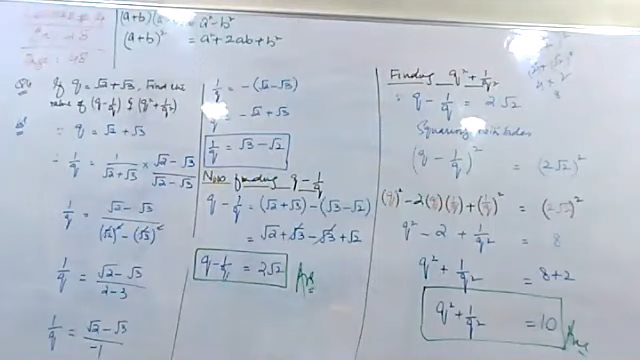 (a+b)(a = a²-b²
(a+b)² = a²+2ab+b²
If q = √2+√3, Find the
value of (q-1/q) & (q²+1/q²)
∵ q = √2 + √3
∴ 1/q = 1/(√2+√3) × (√2-√3)/(√2-√3)
1/q = (√2-√3)/((√2)²-(√3)²)
1/q = (√2-√3)/(2-3)
1/q = (√2-√3)/-1
1/q = -(√2-√3)
= -√2+√3
1/q = √3-√2
Now finding q-1/q
q-1/q = (√2+√3)-(√3-√2)
= √2+√3-√3+√2
q-1/q = 2√2 Ans
Finding q²+1/q²
∵ q-1/q = 2√2
Squaring both sides
(q-1/q)² = (2√2)²
(q)²-2(q)(1/q)+(1/q)² = (2√2)²
q²-2+1/q² = 8
q²+1/q² = 8+2
q²+1/q² = 10 Ans